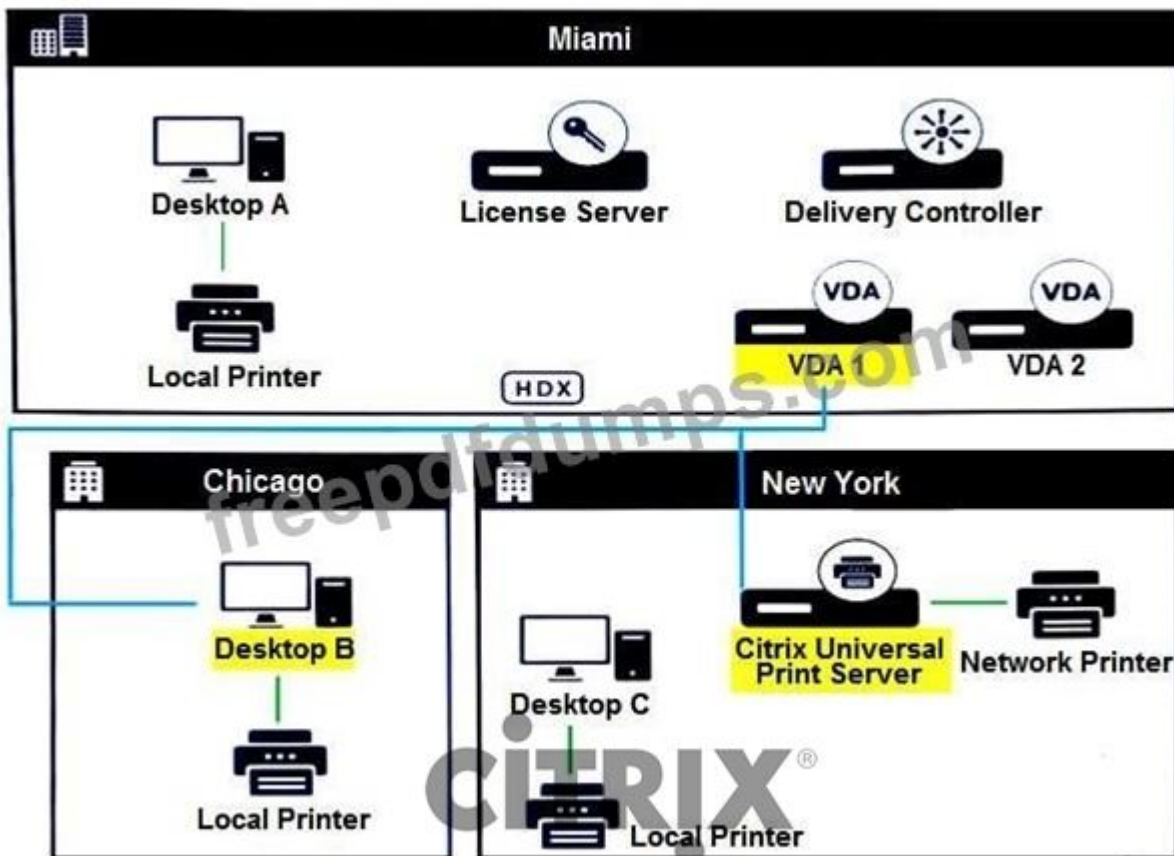 Miami
Desktop A
License Server
Delivery Controller
VDA
VDA
Local Printer
VDA 1
VDA 2
HDX
freepdfdumps.com
Chicago
New York
Desktop B
Desktop C
Citrix Universal
Print Server
Network Printer
Local Printer
CiTRIX®
Local Printer